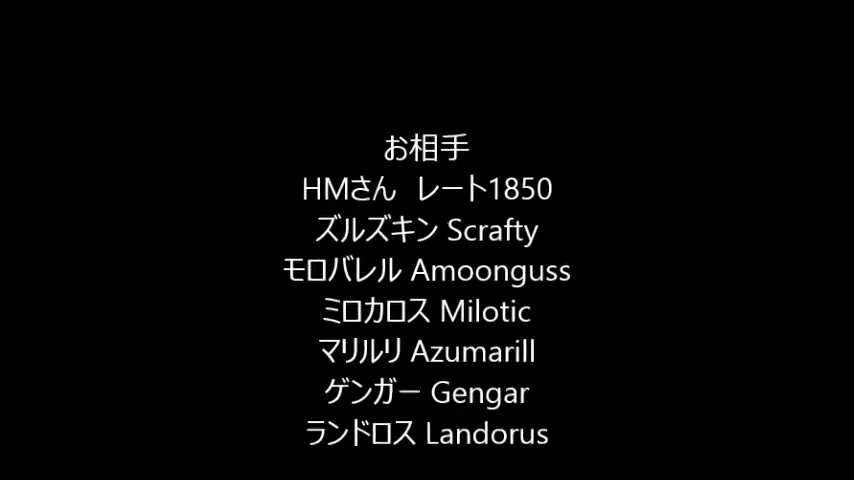 お相手
HMさん　レート1850
ズルズキン Scrafty
モロバレル Amoonguss
ミロカロス Milotic
マリルリ Azumarill
ゲンガー Gengar
ランドロス Landorus